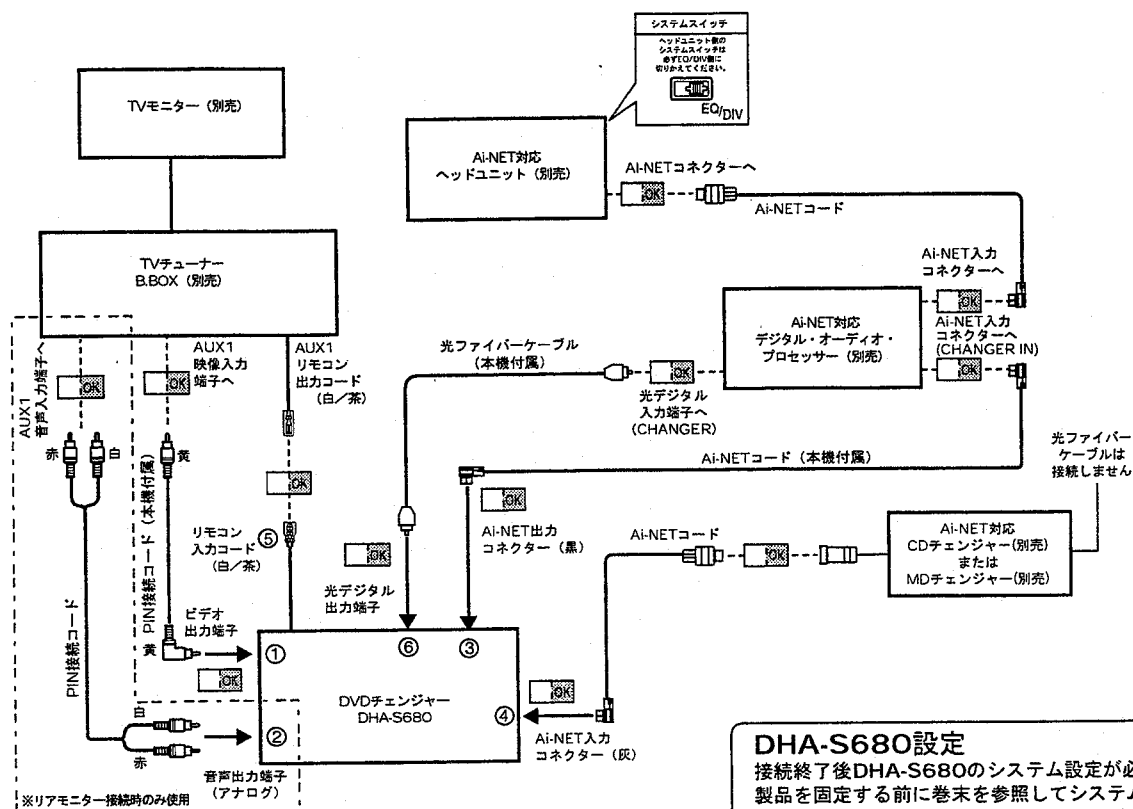 システムスイッチ
ヘッドユニット側の
システムスイッチは
必ずEQ/DIV側に
切りかえてください。
EQ/DIV
TVモニター（別売）
Ai-NET対応
ヘッドユニット（別売）
AI-NETコネクターへ
OK
Ai-NETコード
TVチューナー
B.BOX（別売）
Ai-NET入力
コネクターへ
OK
Ai-NET対応
デジタル・オーディオ・
プロセッサー（別売）
Ai-NET入力
コネクターへ
(CHANGER IN)
OK
AUX1
音声入力端子へ
OK
AUX1
映像入力
端子へ
OK
AUX1
リモコン
出力コード
（白／茶）
光ファイバーケーブル
（本機付属）
OK
光デジタル
入力端子へ
(CHANGER)
赤
白
黄
OK
Ai-NETコード（本機付属）
光ファイバー
ケーブルは
接続しません
PIN接続コード
PIN接続コード（本機付属）
リモコン
入力コード
（白／茶）
⑤
OK
光デジタル
出力端子
OK
Ai-NET出力
コネクター（黒）
Ai-NETコード
OK
Ai-NET対応
CDチェンジャー(別売)
または
MDチェンジャー(別売)
ビデオ
出力端子
黄
OK
①
⑥
③
DVDチェンジャー
DHA-S680
④
OK
Ai-NET入力
コネクター（灰）
白
赤
②
音声出力端子
（アナログ）
※リアモニター接続時のみ使用
DHA-S680設定
接続終了後DHA-S680のシステム設定が必
製品を固定する前に巻末を参照してシステム